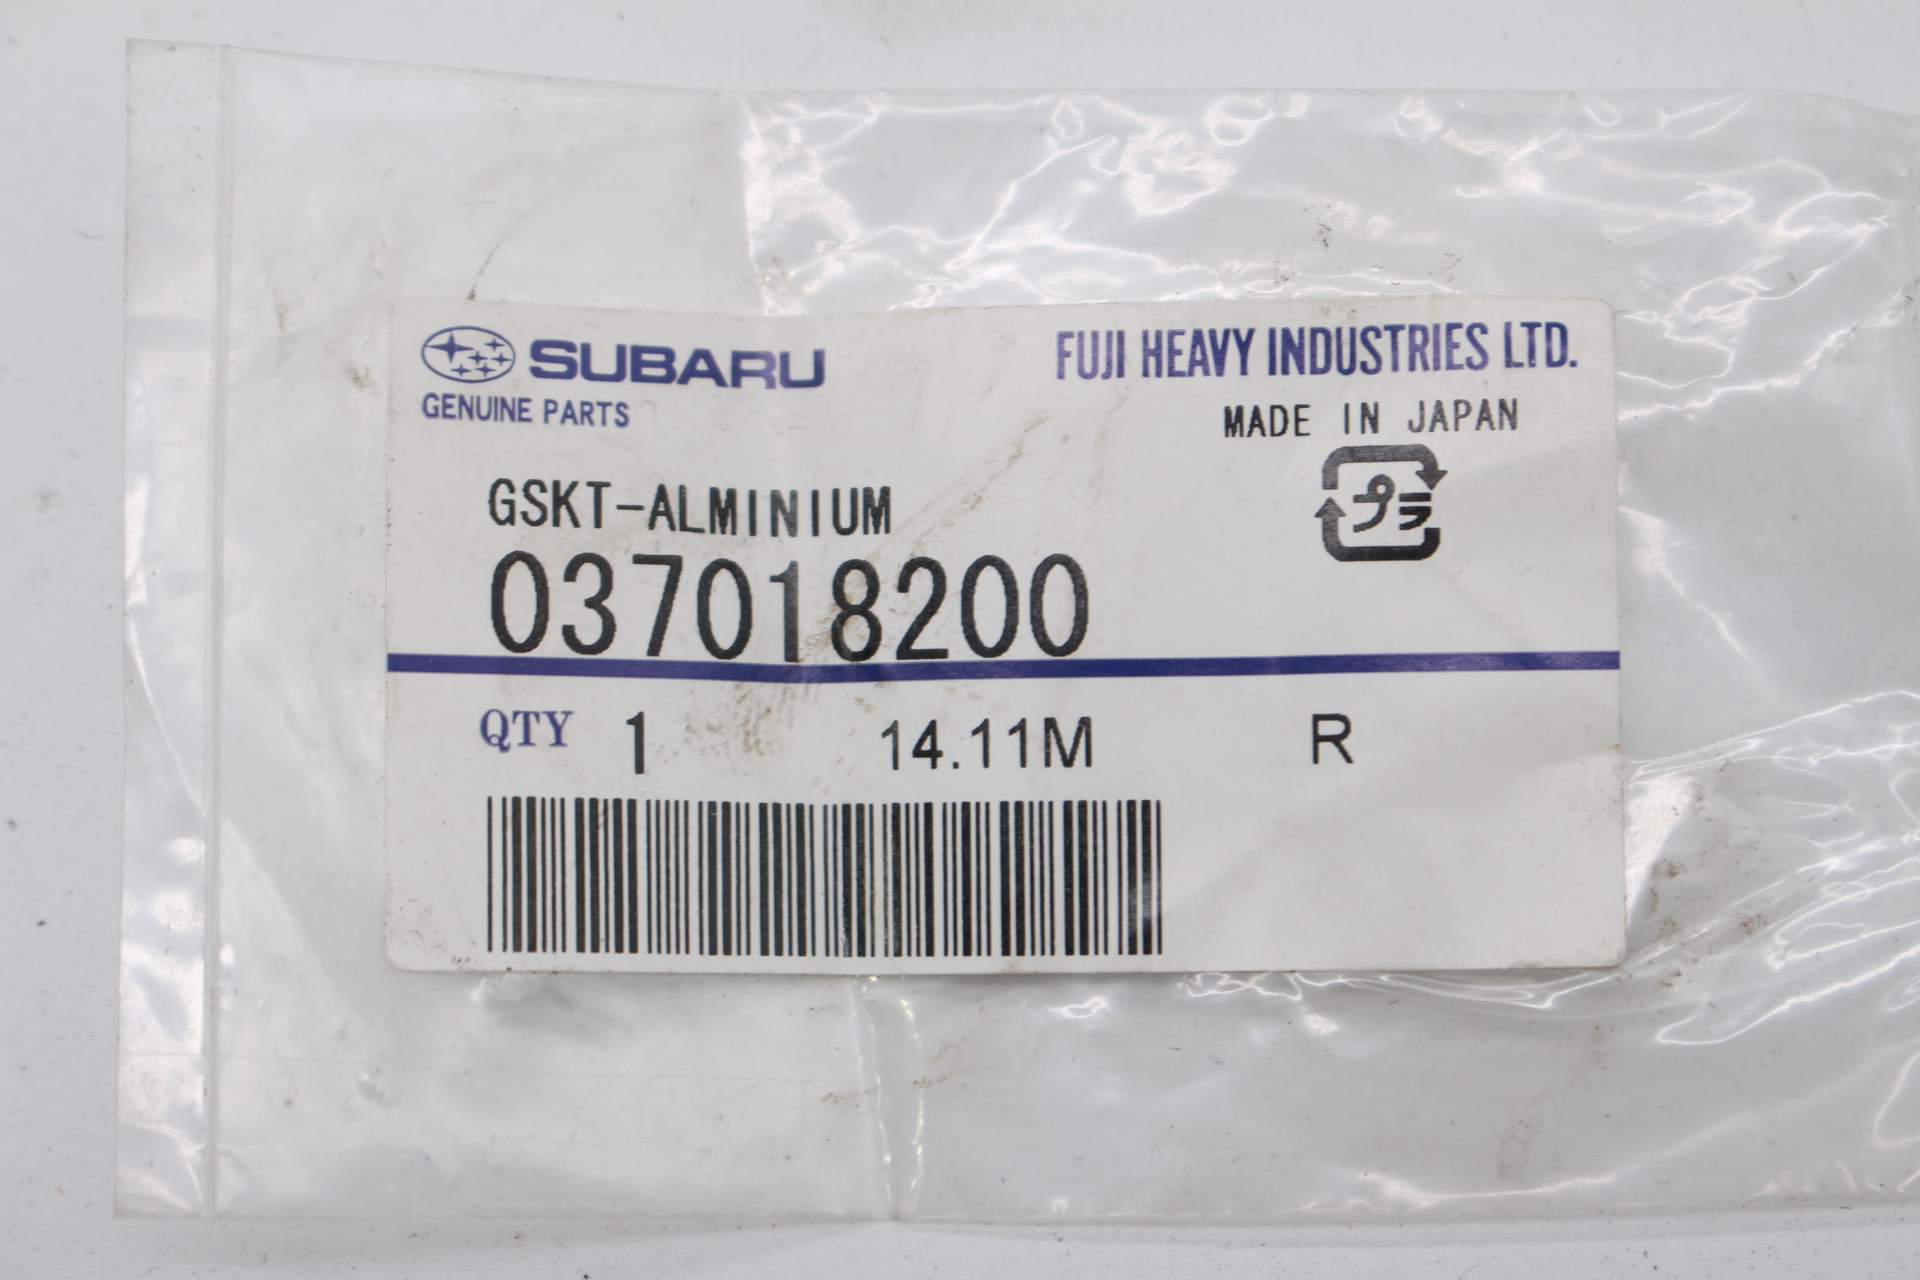 SUBARU
GENUINE PARTS
FUJI HEAVY INDUSTRIES LTD.
MADE IN JAPAN
プラ
GSKT-ALMINIUM
037018200
QTY 1 14.11M R